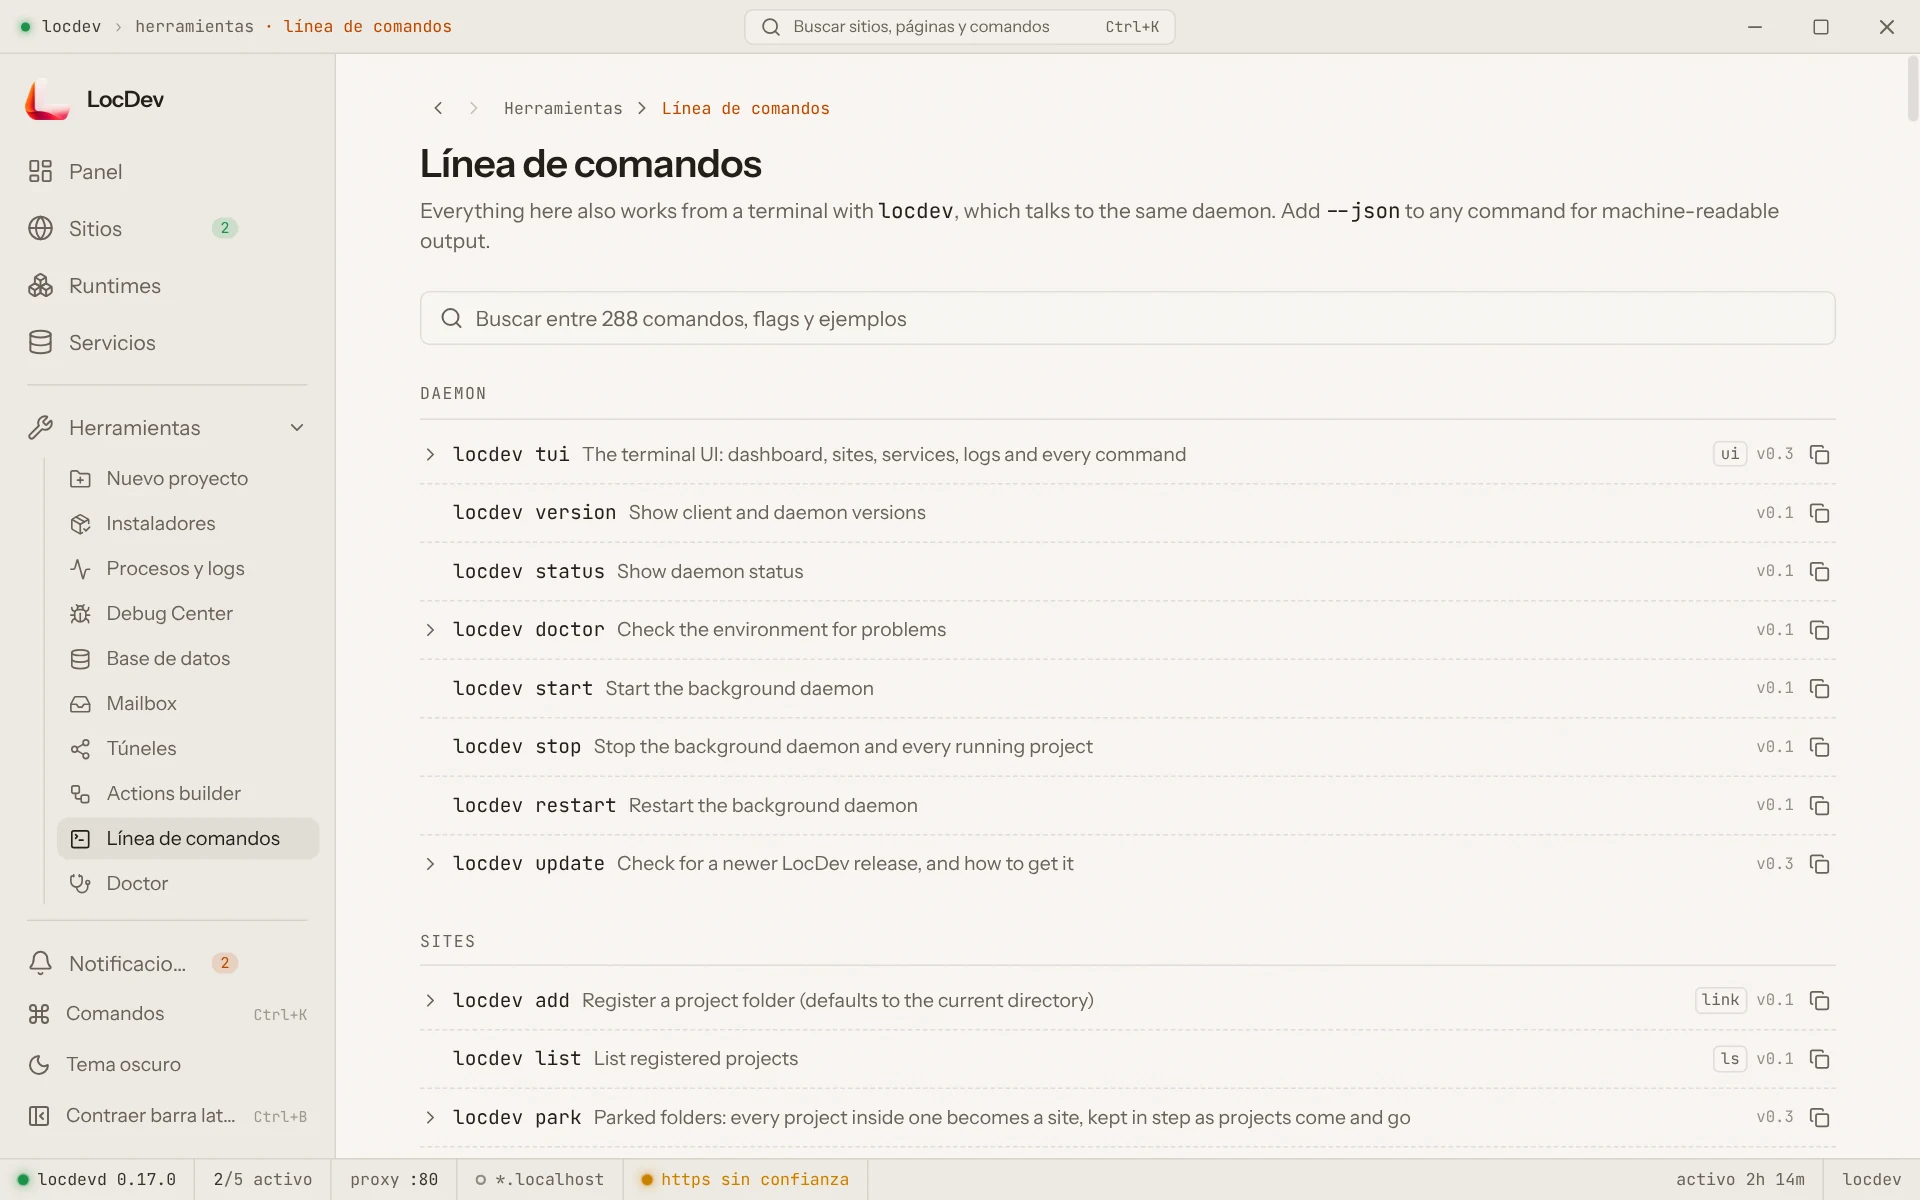 locdev › herramientas · línea de comandos
Buscar sitios, páginas y comandos Ctrl+K
LocDev
Panel
Sitios 2
Runtimes
Servicios
Herramientas
Nuevo proyecto
Instaladores
Procesos y logs
Debug Center
Base de datos
Mailbox
Túneles
Actions builder
Línea de comandos
Doctor
Notificacio... 2
Comandos Ctrl+K
Tema oscuro
Contraer barra lat... Ctrl+B
Herramientas > Línea de comandos
Línea de comandos
Everything here also works from a terminal with locdev, which talks to the same daemon. Add --json to any command for machine-readable
output.
Buscar entre 288 comandos, flags y ejemplos
DAEMON
locdev tui The terminal UI: dashboard, sites, services, logs and every command ui v0.3
locdev version Show client and daemon versions v0.1
locdev status Show daemon status v0.1
locdev doctor Check the environment for problems v0.1
locdev start Start the background daemon v0.1
locdev stop Stop the background daemon and every running project v0.1
locdev restart Restart the background daemon v0.1
locdev update Check for a newer LocDev release, and how to get it v0.3
SITES
locdev add Register a project folder (defaults to the current directory) link v0.1
locdev list List registered projects ls v0.1
locdev park Parked folders: every project inside one becomes a site, kept in step as projects come and go v0.3
locdevd 0.17.0 2/5 activo proxy :80 *.localhost https sin confianza activo 2h 14m locdev